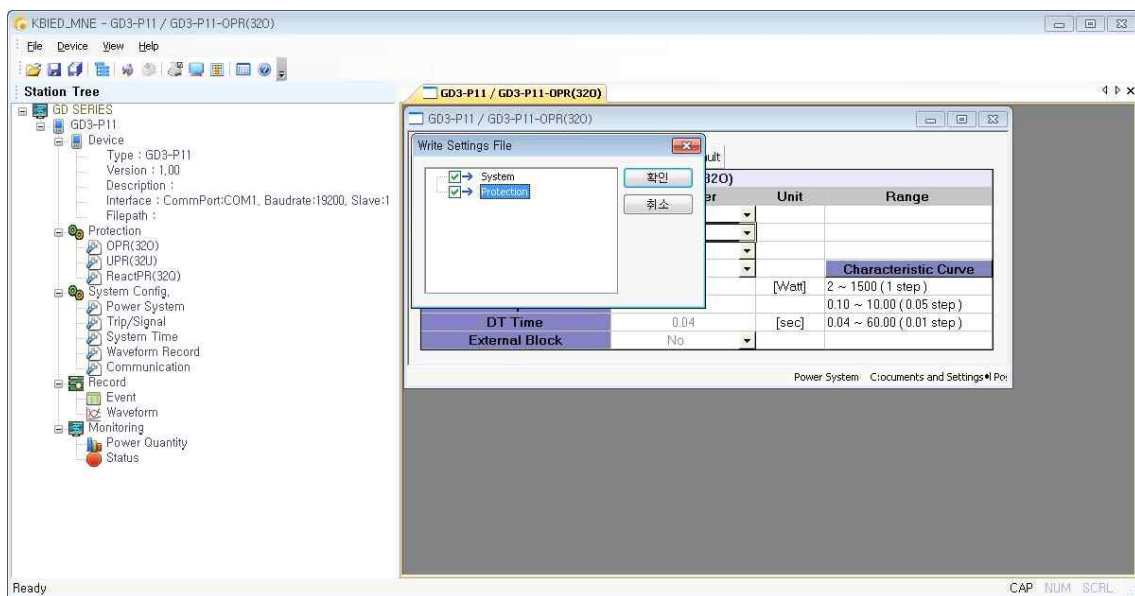 KBIED_MNE - GD3-P11 / GD3-P11-OPR(32O)
File Device View Help
Station Tree
GD SERIES
GD3-P11
Device
Type : GD3-P11
Version : 1,00
Description :
Interface : CommPort:COM1, Baudrate:19200, Slave:1
Filepath :
Protection
OPR(32O)
UPR(32U)
ReactPR(32Q)
System Config,
Power System
Trip/Signal
System Time
Waveform Record
Communication
Record
Event
Waveform
Monitoring
Power Quantity
Status
GD3-P11 / GD3-P11-OPR(32O)
GD3-P11 / GD3-P11-OPR(32O)
Write Settings File
System
Protection
확인
취소
Unit Range
Characteristic Curve
[Watt] 2 ~ 1500 ( 1 step )
0.10 ~ 10.00 ( 0.05 step )
DT Time 0.04 [sec] 0.04 ~ 60.00 ( 0.01 step )
External Block No
Power System C:ocuments and Settings
Ready
CAP NUM SCRL